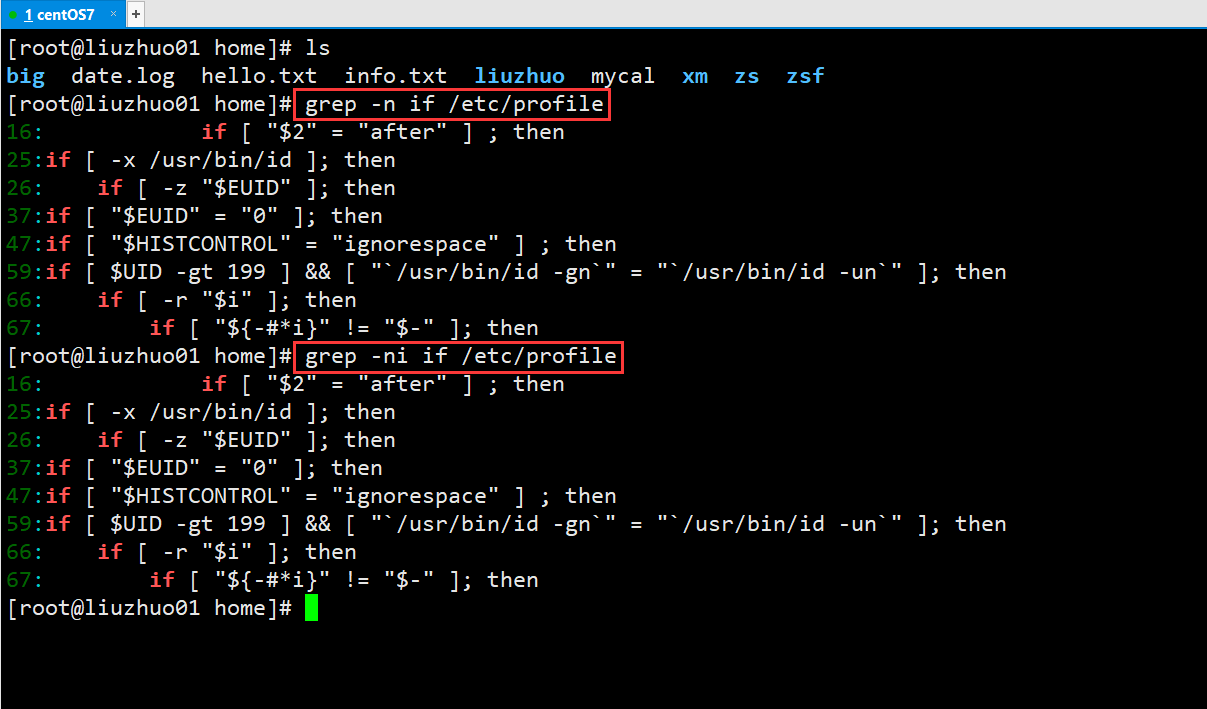 1 centOS7 × +
[root@liuzhuo01 home]# ls
big  date.log  hello.txt  info.txt  liuzhuo  mycal  xm  zs  zsf
[root@liuzhuo01 home]# grep -n if /etc/profile
16:            if [ "$2" = "after" ] ; then
25:if [ -x /usr/bin/id ]; then
26:    if [ -z "$EUID" ]; then
37:if [ "$EUID" = "0" ]; then
47:if [ "$HISTCONTROL" = "ignorespace" ] ; then
59:if [ $UID -gt 199 ] && [ "`/usr/bin/id -gn`" = "`/usr/bin/id -un`" ]; then
66:    if [ -r "$i" ]; then
67:        if [ "${-#*i}" != "$-" ]; then
[root@liuzhuo01 home]# grep -ni if /etc/profile
16:            if [ "$2" = "after" ] ; then
25:if [ -x /usr/bin/id ]; then
26:    if [ -z "$EUID" ]; then
37:if [ "$EUID" = "0" ]; then
47:if [ "$HISTCONTROL" = "ignorespace" ] ; then
59:if [ $UID -gt 199 ] && [ "`/usr/bin/id -gn`" = "`/usr/bin/id -un`" ]; then
66:    if [ -r "$i" ]; then
67:        if [ "${-#*i}" != "$-" ]; then
[root@liuzhuo01 home]#